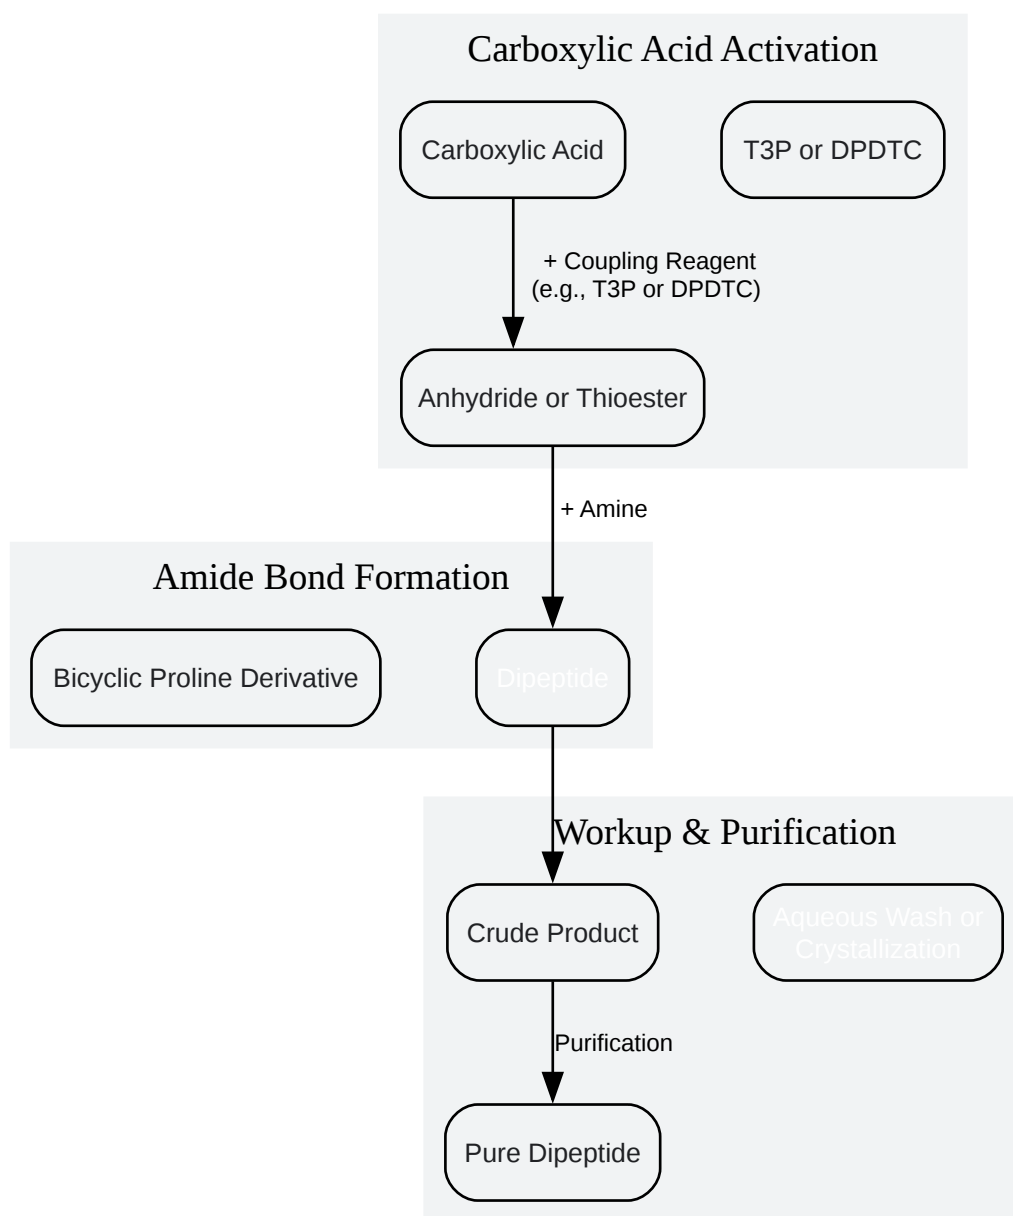 Carboxylic Acid Activation
Carboxylic Acid
T3P or DPDTC
+ Coupling Reagent
(e.g., T3P or DPDTC)
Anhydride or Thioester
+ Amine
Amide Bond Formation
Bicyclic Proline Derivative
Dipeptide
Workup & Purification
Crude Product
Aqueous Wash or
Crystallization
Purification
Pure Dipeptide